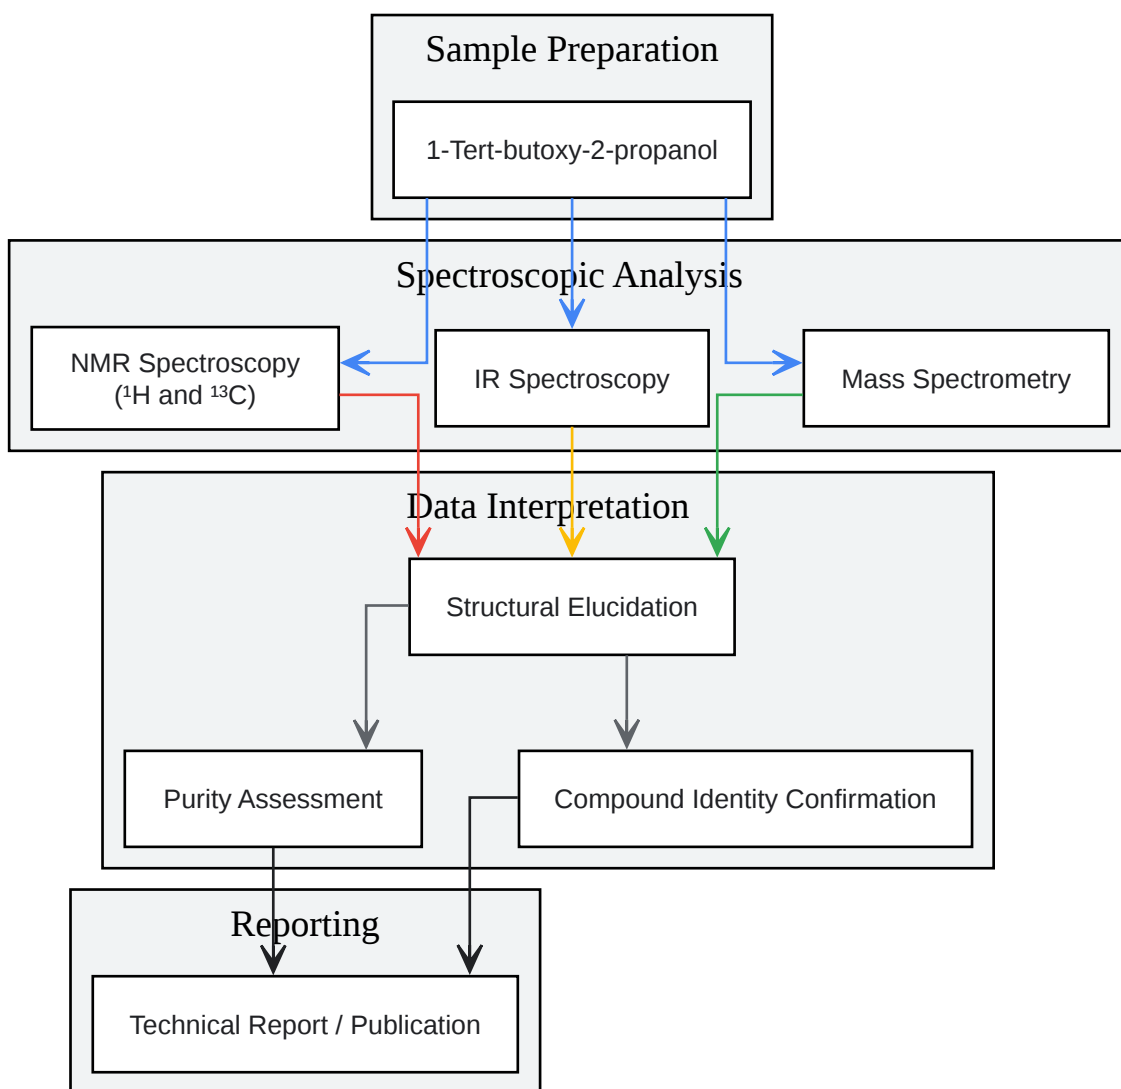 Sample Preparation
1-Tert-butoxy-2-propanol
Spectroscopic Analysis
NMR Spectroscopy
(¹H and ¹³C)
IR Spectroscopy
Mass Spectrometry
Data Interpretation
Structural Elucidation
Purity Assessment
Compound Identity Confirmation
Reporting
Technical Report / Publication